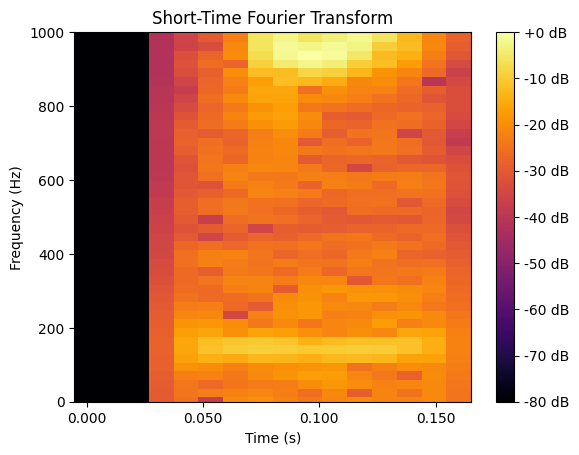 Short-Time Fourier Transform
1000
800
600
400
200
0
Frequency (Hz)
0.000
0.050
0.100
0.150
Time (s)
+0 dB
-10 dB
-20 dB
-30 dB
-40 dB
-50 dB
-60 dB
-70 dB
-80 dB